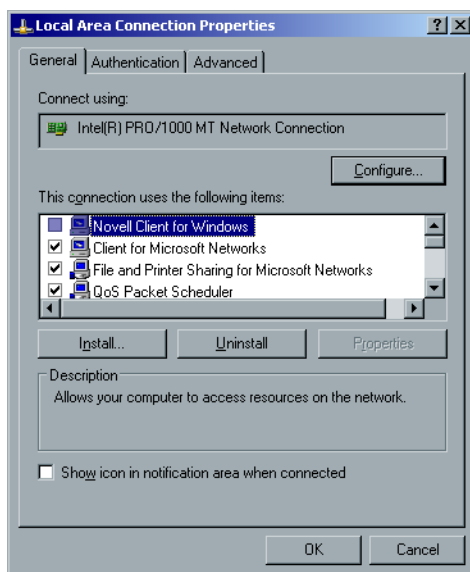 Local Area Connection Properties
General
Authentication
Advanced
Connect using:
Intel(R) PRO/1000 MT Network Connection
Configure...
This connection uses the following items:
Novell Client for Windows
Client for Microsoft Networks
File and Printer Sharing for Microsoft Networks
QoS Packet Scheduler
Install...
Uninstall
Properties
Description
Allows your computer to access resources on the network.
Show icon in notification area when connected
OK
Cancel